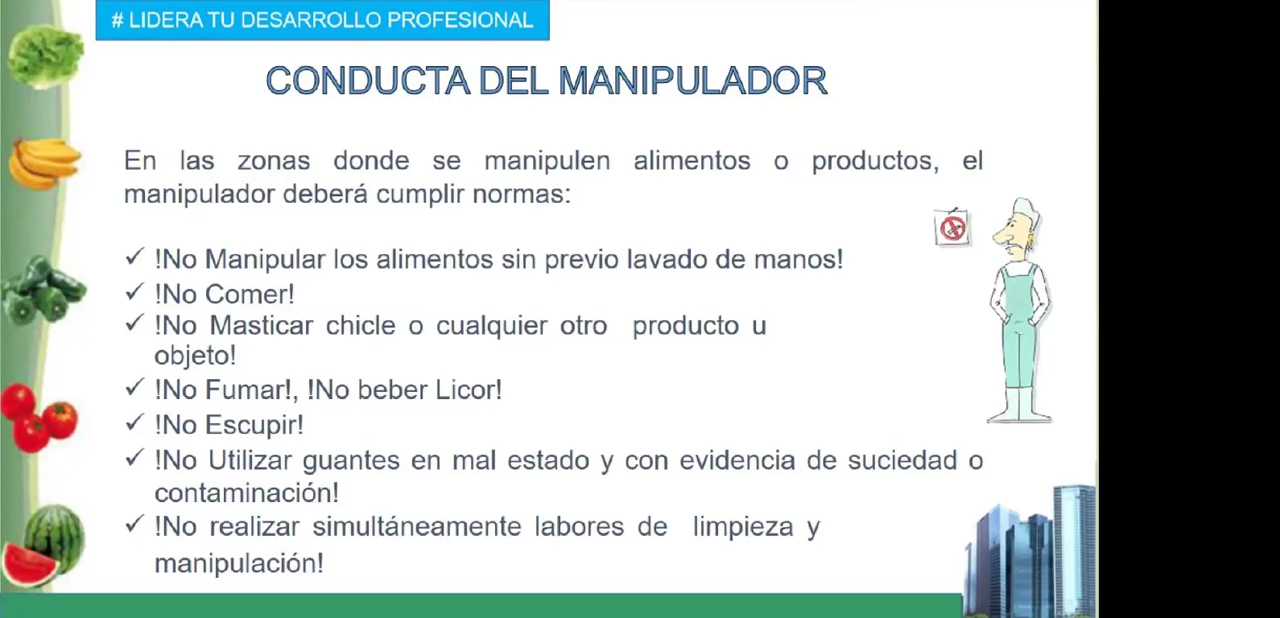 # LIDERA TU DESARROLLO PROFESIONAL
CONDUCTA DEL MANIPULADOR
En las zonas donde se manipulen alimentos o productos, el
manipulador deberá cumplir normas:
✓ !No Manipular los alimentos sin previo lavado de manos!
✓ !No Comer!
✓ !No Masticar chicle o cualquier otro producto u
objeto!
✓ !No Fumar!, !No beber Licor!
✓ !No Escupir!
✓ !No Utilizar guantes en mal estado y con evidencia de suciedad o
contaminación!
✓ !No realizar simultáneamente labores de limpieza y
manipulación!